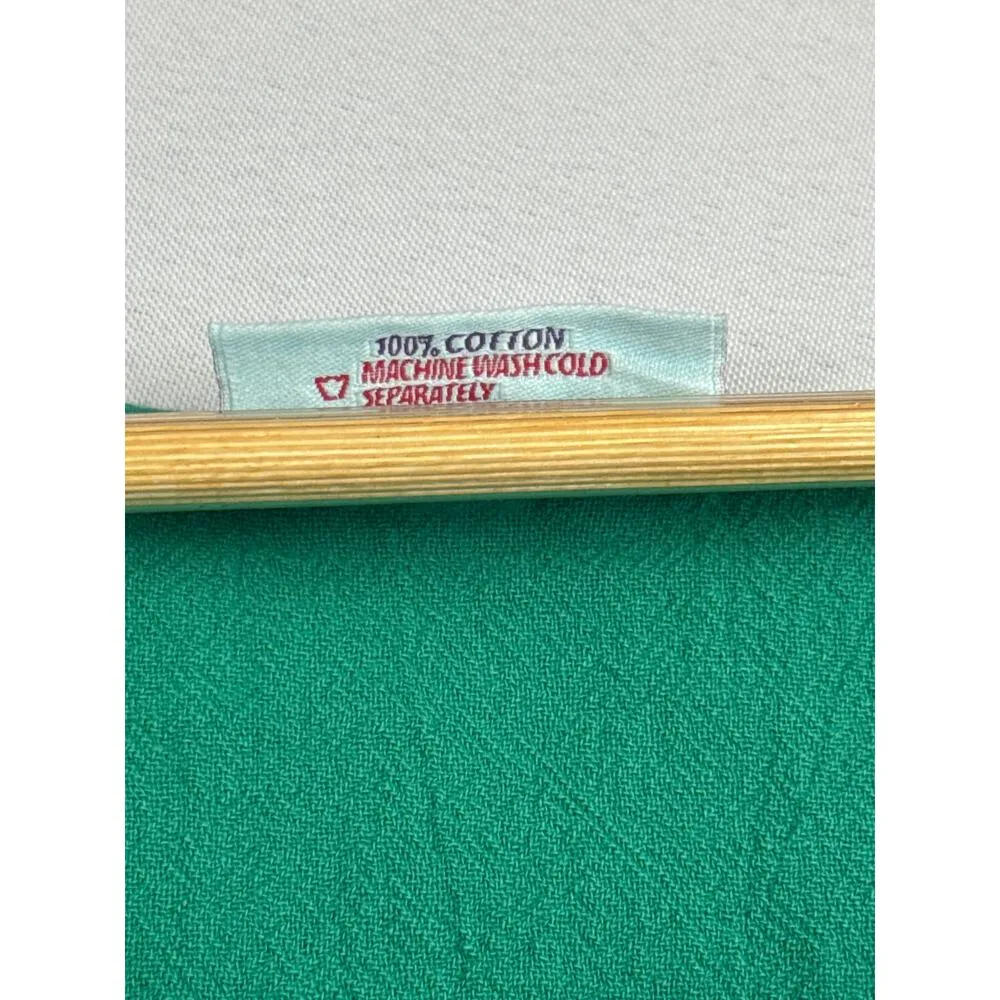 100% COTTON
MACHINE WASH COLD
SEPARATELY